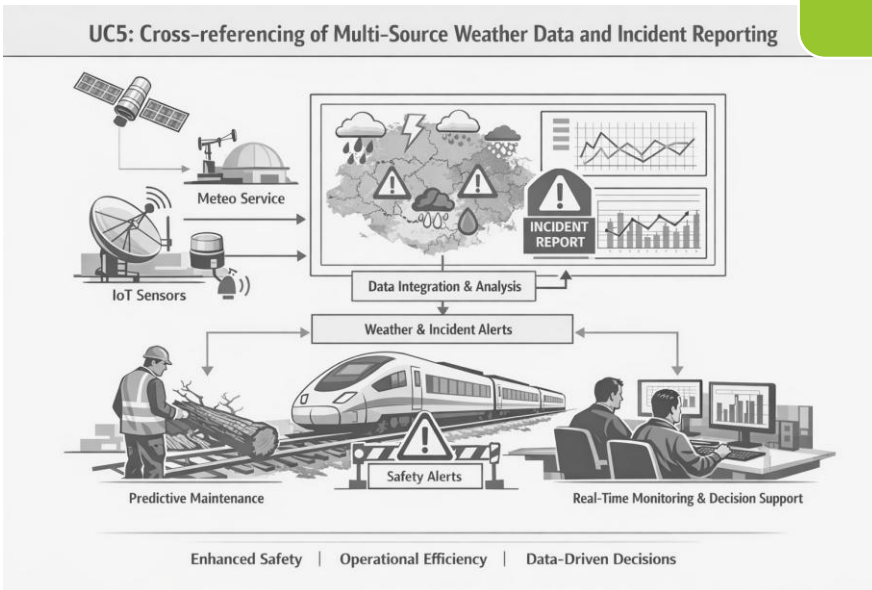 UC5: Cross-referencing of Multi-Source Weather Data and Incident Reporting
Meteo Service
IoT Sensors
INCIDENT
REPORT
Data Integration & Analysis
Weather & Incident Alerts
Safety Alerts
Predictive Maintenance
Real-Time Monitoring & Decision Support
Enhanced Safety | Operational Efficiency | Data-Driven Decisions